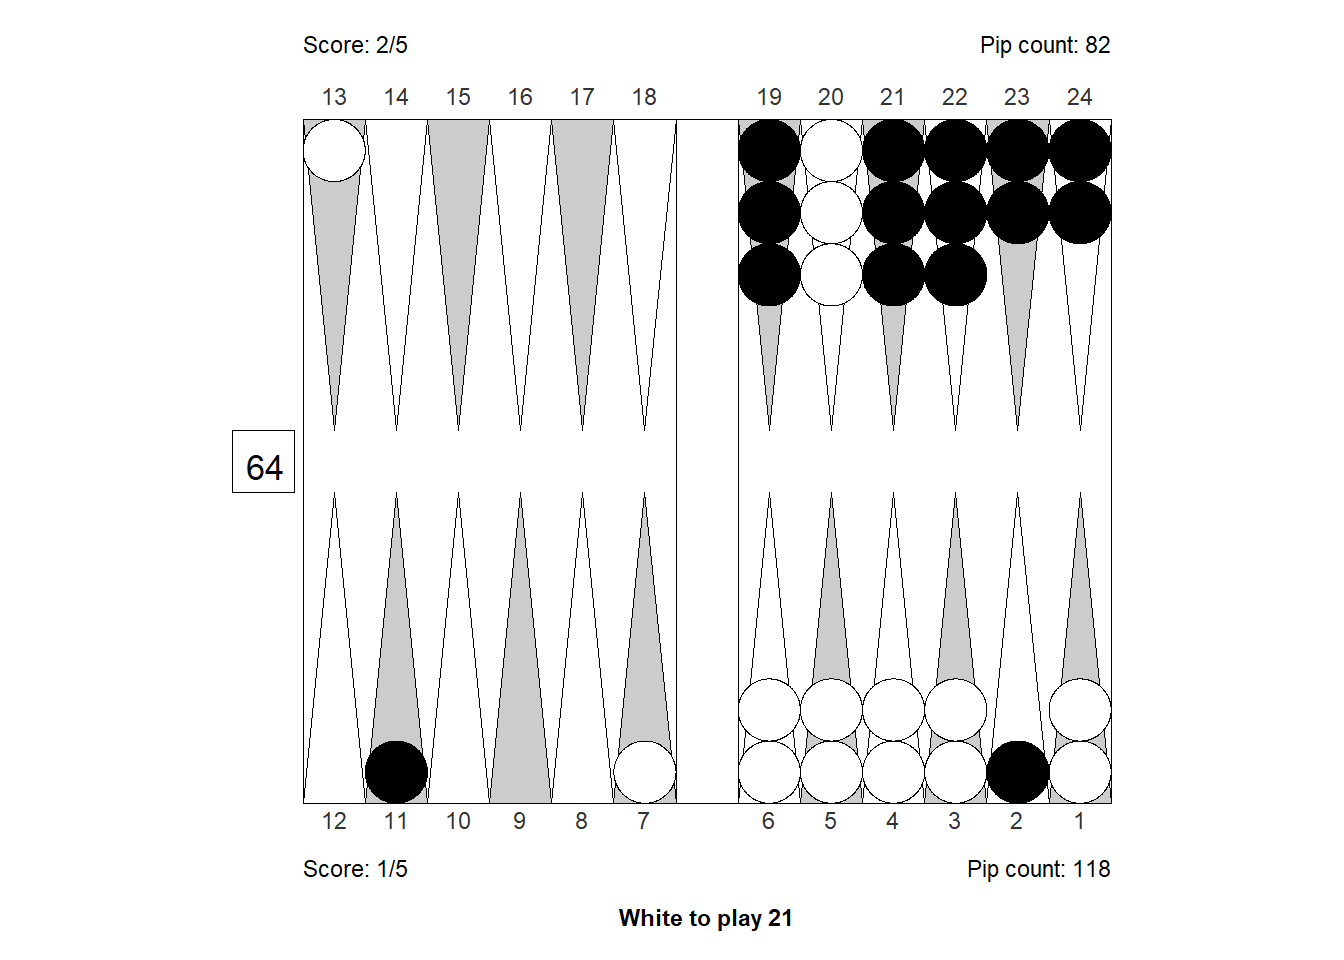 Score: 2/5 Pip count: 82
13 14 15 16 17 18 19 20 21 22 23 24
64
12 11 10 9 8 7 6 5 4 3 2 1
Score: 1/5 Pip count: 118
White to play 21